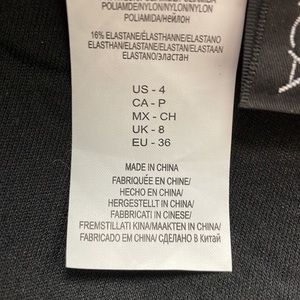 POLIAMIDE/NYLON/NYLON/NYLON
POLIAMIDA/нейлон
16% ELASTANE/ÉLASTHANNE/ELASTANO
ELASTHAN/ELASTANE/ELASTAN/ELASTAAN
ELASTANO/эластан
US - 4
CA - P
MX - CH
UK - 8
EU - 36
MADE IN CHINA
FABRIQUÉE EN CHINE/
HECHO EN CHINA/
HERGESTELLT IN CHINA/
FABBRICATI IN CINESE/
FREMSTILLATI KINA/MAAKTEN IN CHINA/
FABRICADO EM CHINA/ СДЕЛАНО В Китай